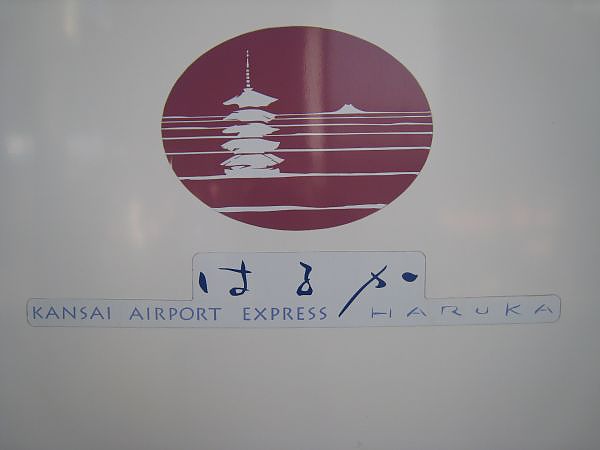 はるか
KANSAI AIRPORT EXPRESS HARUKA